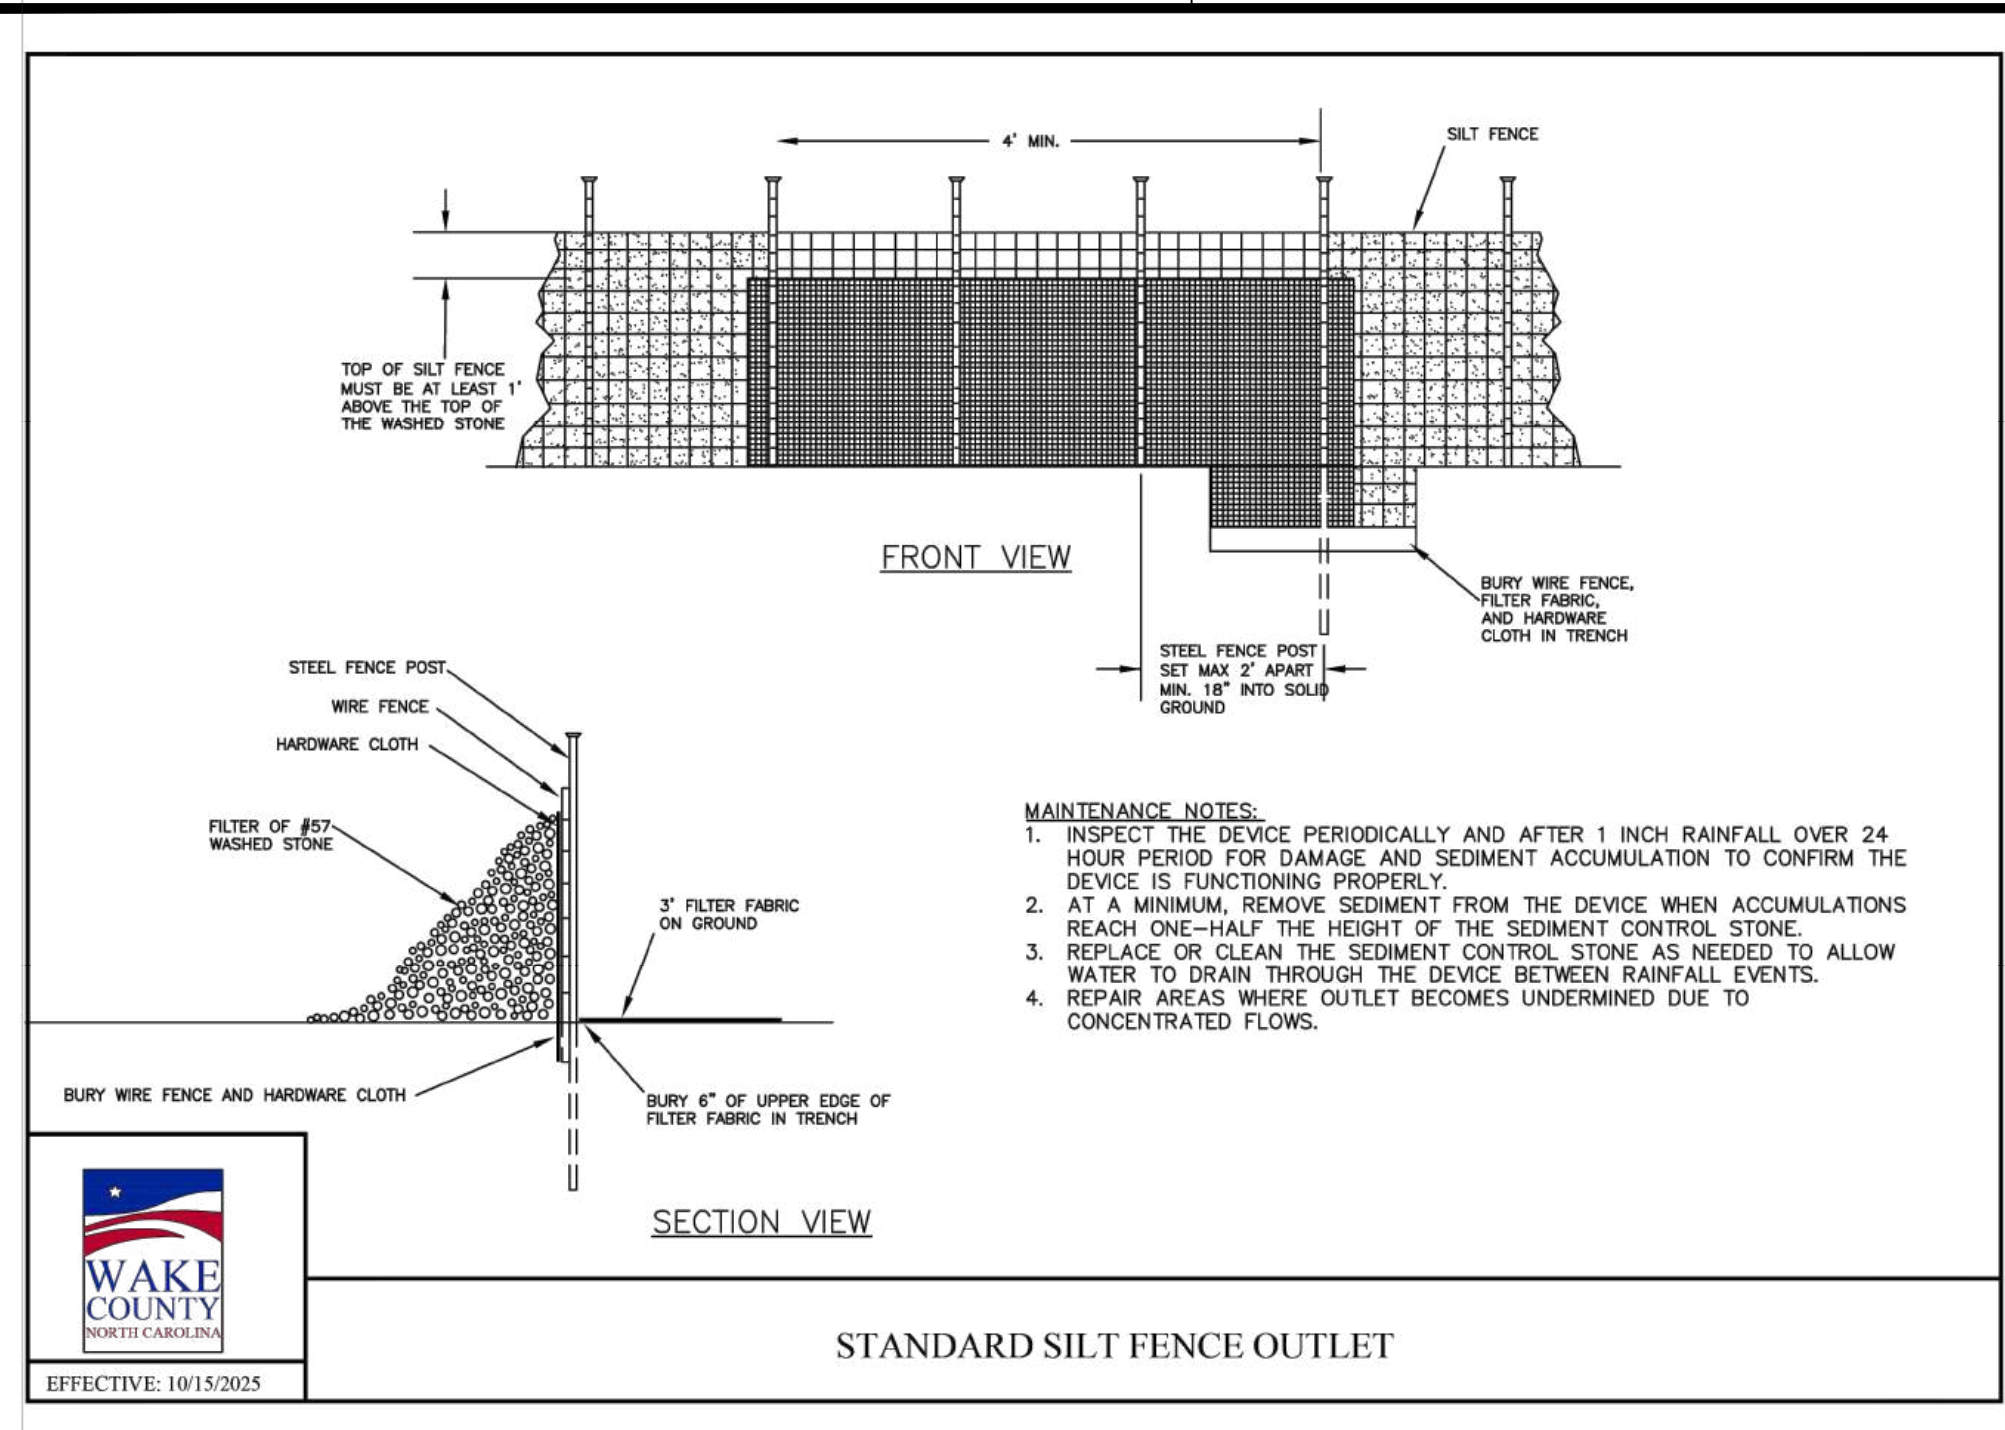 4' MIN.
SILT FENCE
TOP OF SILT FENCE
MUST BE AT LEAST 1'
ABOVE THE TOP OF
THE WASHED STONE
FRONT VIEW
BURY WIRE FENCE,
FILTER FABRIC,
AND HARDWARE
CLOTH IN TRENCH
STEEL FENCE POST
SET MAX 2' APART
MIN. 18" INTO SOLID
GROUND
STEEL FENCE POST
WIRE FENCE
HARDWARE CLOTH
FILTER OF #57
WASHED STONE
3' FILTER FABRIC
ON GROUND
BURY WIRE FENCE AND HARDWARE CLOTH
BURY 6" OF UPPER EDGE OF
FILTER FABRIC IN TRENCH
SECTION VIEW
MAINTENANCE NOTES:
1. INSPECT THE DEVICE PERIODICALLY AND AFTER 1 INCH RAINFALL OVER 24
HOUR PERIOD FOR DAMAGE AND SEDIMENT ACCUMULATION TO CONFIRM THE
DEVICE IS FUNCTIONING PROPERLY.
2. AT A MINIMUM, REMOVE SEDIMENT FROM THE DEVICE WHEN ACCUMULATIONS
REACH ONE-HALF THE HEIGHT OF THE SEDIMENT CONTROL STONE.
3. REPLACE OR CLEAN THE SEDIMENT CONTROL STONE AS NEEDED TO ALLOW
WATER TO DRAIN THROUGH THE DEVICE BETWEEN RAINFALL EVENTS.
4. REPAIR AREAS WHERE OUTLET BECOMES UNDERMINED DUE TO
CONCENTRATED FLOWS.
WAKE
COUNTY
NORTH CAROLINA
EFFECTIVE: 10/15/2025
STANDARD SILT FENCE OUTLET